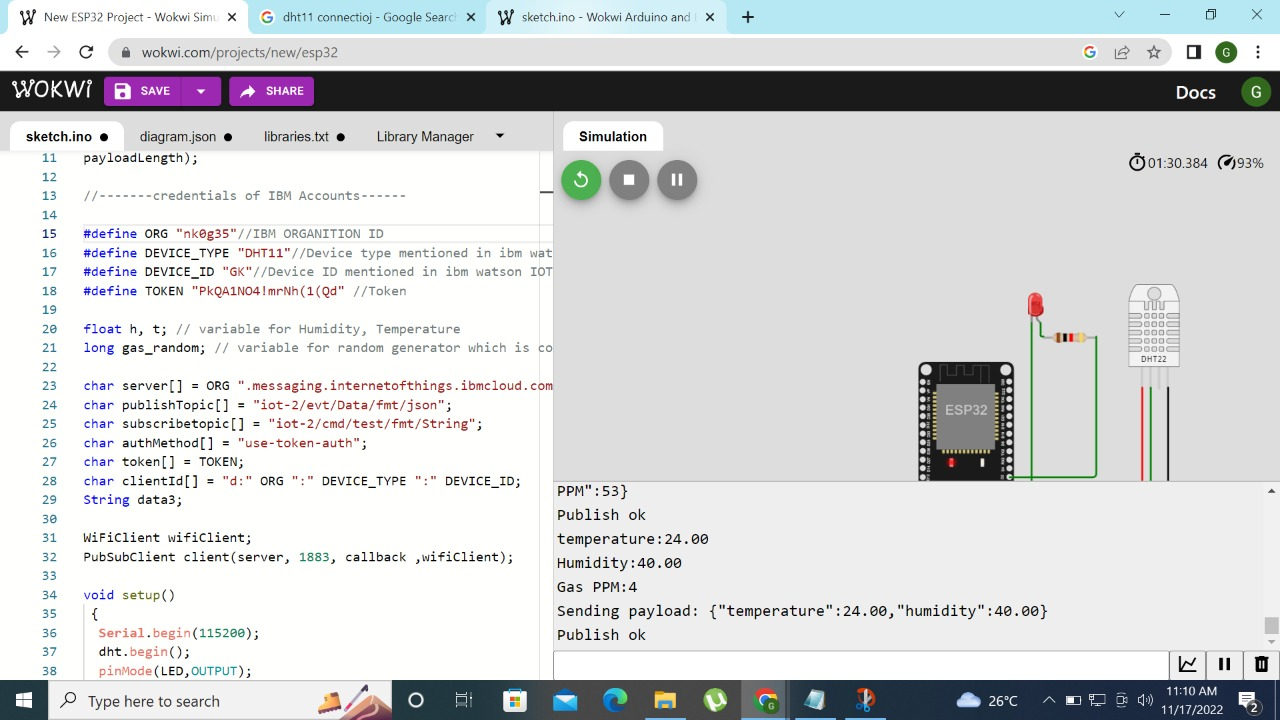 New ESP32 Project - Wokwi Simu
dht11 connectioj - Google Search
sketch.ino - Wokwi Arduino and
wokwi.com/projects/new/esp32
G
WOKWi
SAVE
SHARE
Docs
G
sketch.ino
diagram.json
libraries.txt
Library Manager
Simulation
01:30.384
93%
11 payloadLength);
12
13 //-------credentials of IBM Accounts------
14
15 #define ORG "nk0g35"//IBM ORGANITION ID
16 #define DEVICE_TYPE "DHT11"//Device type mentioned in ibm wat
17 #define DEVICE_ID "GK"//Device ID mentioned in ibm watson IOT
18 #define TOKEN "PkQA1NO4!mrNh(1(Qd" //Token
19
20 float h, t; // variable for Humidity, Temperature
21 long gas_random; // variable for random generator which is co
22
23 char server[] = ORG ".messaging.internetofthings.ibmcloud.com
24 char publishTopic[] = "iot-2/evt/Data/fmt/json";
25 char subscribetopic[] = "iot-2/cmd/test/fmt/String";
26 char authMethod[] = "use-token-auth";
27 char token[] = TOKEN;
28 char clientId[] = "d:" ORG ":" DEVICE_TYPE ":" DEVICE_ID;
29 String data3;
30
31 WiFiClient wifiClient;
32 PubSubClient client(server, 1883, callback ,wifiClient);
33
34 void setup()
35 {
36 Serial.begin(115200);
37 dht.begin();
38 pinMode(LED,OUTPUT);
ESP32
DHT22
PPM":53}
Publish ok
temperature:24.00
Humidity:40.00
Gas PPM:4
Sending payload: {"temperature":24.00,"humidity":40.00}
Publish ok
Type here to search
26°C
11:10 AM
11/17/2022
2